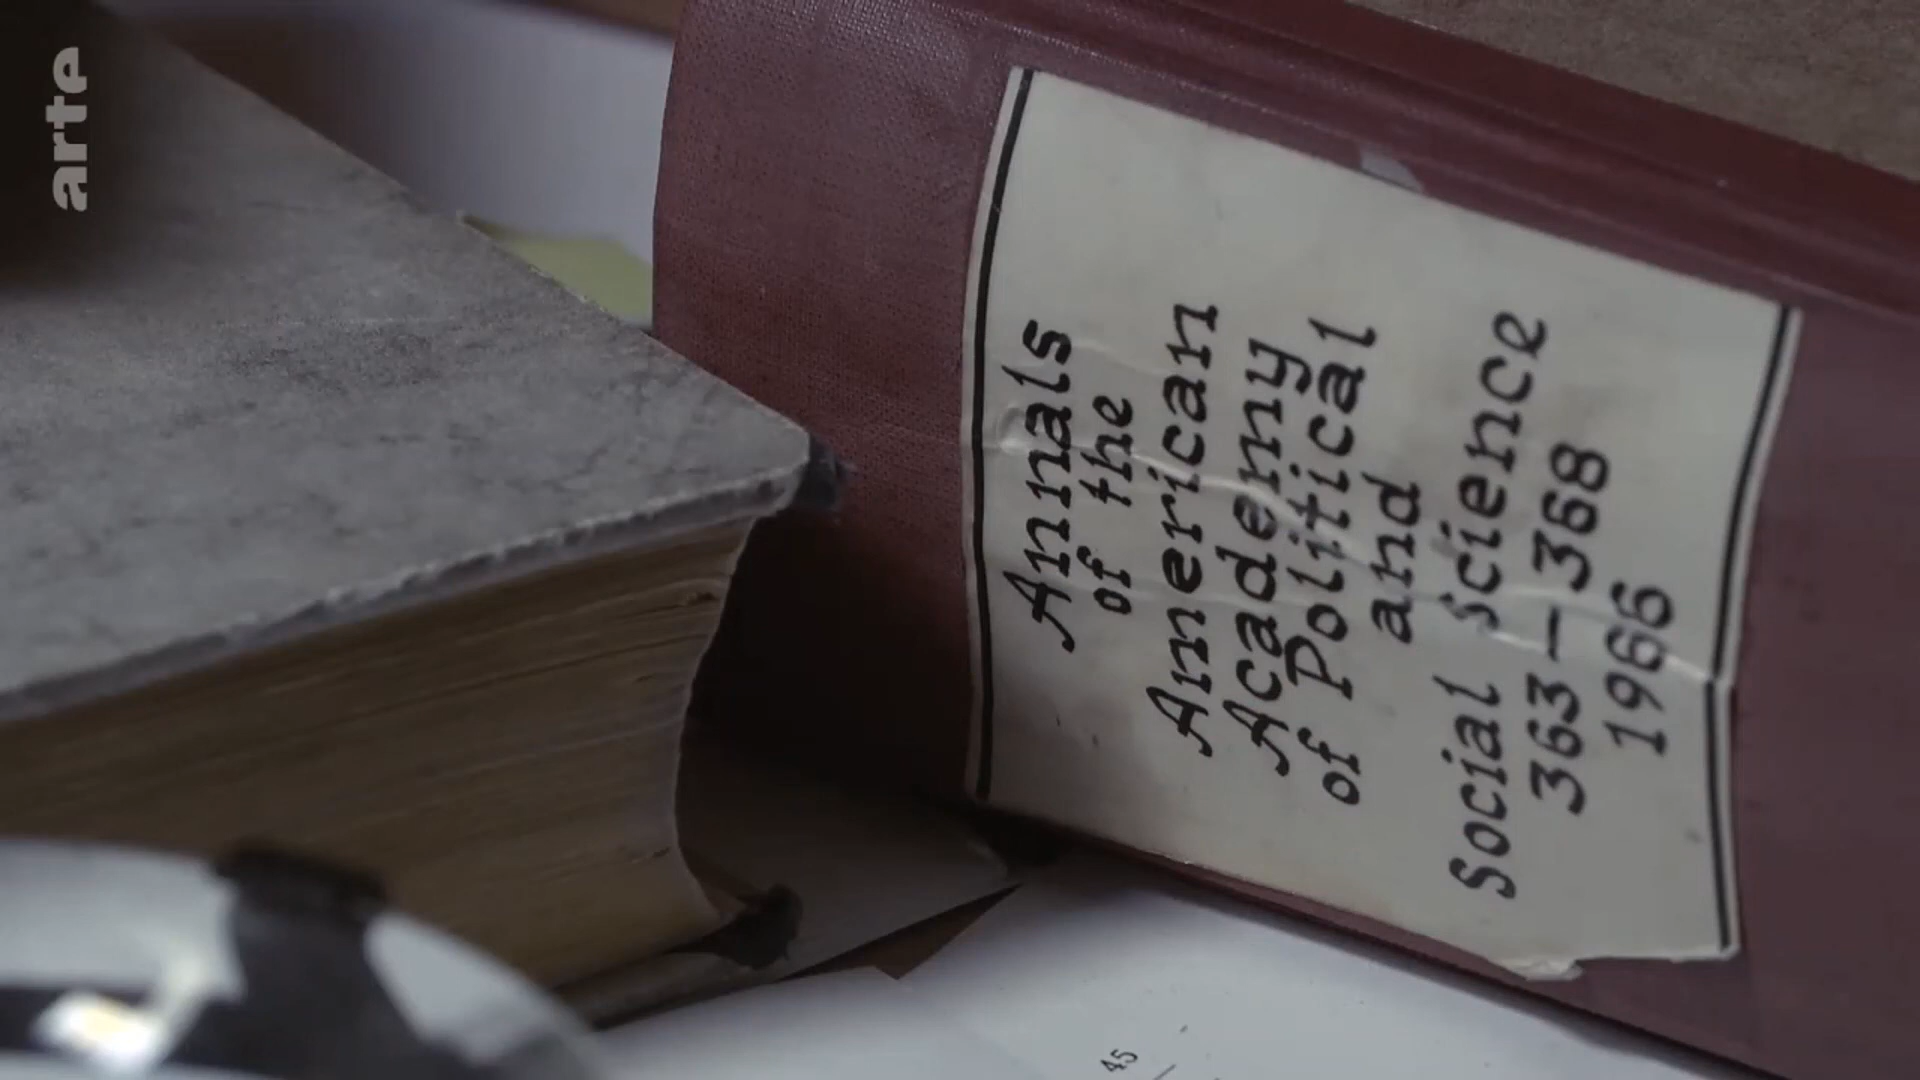 arte
Annals
of the
American
Academy
of Political
and
Social Science
363-368
1966
45